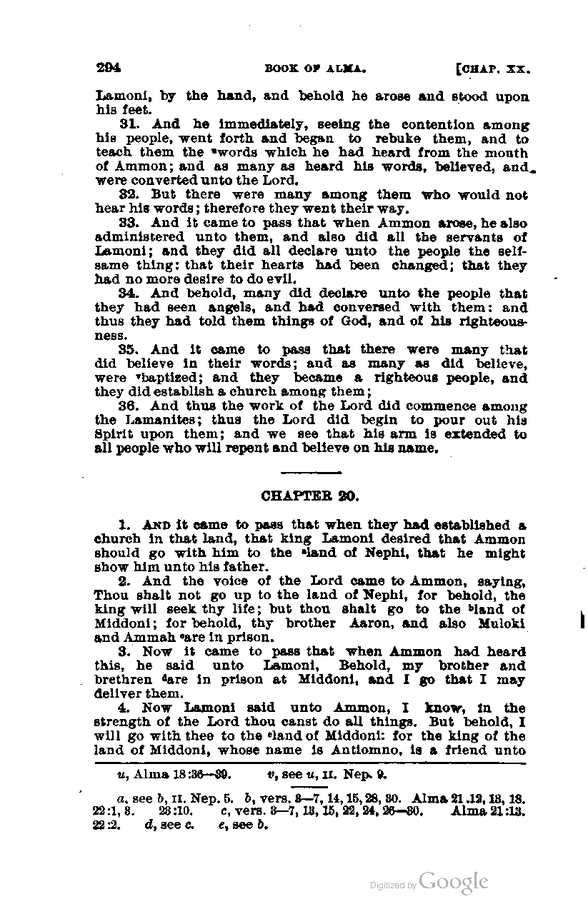 294 BOOK OF ALMA. [CHAP. XX.
Lamoni, by the hand, and behold he arose and stood upon
his feet.
31. And he immediately, seeing the contention among
his people, went forth and began to rebuke them, and to
teach them the ᵘwords which he had heard from the mouth
of Ammon; and as many as heard his words, believed, and
were converted unto the Lord.
32. But there were many among them who would not
hear his words; therefore they went their way.
33. And it came to pass that when Ammon arose, he also
administered unto them, and also did all the servants of
Lamoni; and they did all declare unto the people the self-
same thing: that their hearts had been changed; that they
had no more desire to do evil.
34. And behold, many did declare unto the people that
they had seen angels, and had conversed with them: and
thus they had told them things of God, and of his righteous-
ness.
35. And it came to pass that there were many that
did believe in their words; and as many as did believe,
were ᵛbaptized; and they became a righteous people, and
they did establish a church among them;
36. And thus the work of the Lord did commence among
the Lamanites; thus the Lord did begin to pour out his
Spirit upon them; and we see that his arm is extended to
all people who will repent and believe on his name.
CHAPTER 20.
1. AND it came to pass that when they had established a
church in that land, that king Lamoni desired that Ammon
should go with him to the ᵃland of Nephi, that he might
show him unto his father.
2. And the voice of the Lord came to Ammon, saying,
Thou shalt not go up to the land of Nephi, for behold, the
king will seek thy life; but thou shalt go to the ᵇland of
Middoni; for behold, thy brother Aaron, and also Muloki
and Ammah ᶜare in prison.
3. Now it came to pass that when Ammon had heard
this, he said unto Lamoni, Behold, my brother and
brethren ᵈare in prison at Middoni, and I go that I may
deliver them.
4. Now Lamoni said unto Ammon, I know, in the
strength of the Lord thou canst do all things. But behold, I
will go with thee to the ᵉland of Middoni: for the king of the
land of Middoni, whose name is Antiomno, is a friend unto
u, Alma 18:36—39. v, see u, II. Nep. 9.
a, see b, II. Nep. 5. b, vers. 3—7, 14, 15, 28, 30. Alma 21.12, 13, 18.
22:1, 3. 23:10. c, vers. 3—7, 13, 15, 22, 24, 26—30. Alma 21:13.
22:2. d, see c. e, see b.
Digitized by Google